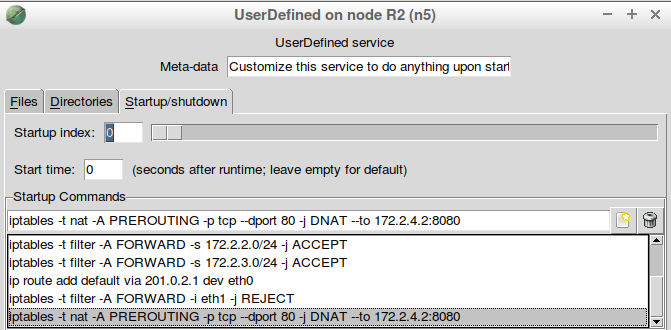 UserDefined on node R2 (n5)
UserDefined service
Meta-data Customize this service to do anything upon start
Files Directories Startup/shutdown
Startup index: 0
Start time: 0 (seconds after runtime; leave empty for default)
Startup Commands
iptables -t nat -A PREROUTING -p tcp --dport 80 -j DNAT --to 172.2.4.2:8080
iptables -t filter -A FORWARD -s 172.2.2.0/24 -j ACCEPT
iptables -t filter -A FORWARD -s 172.2.3.0/24 -j ACCEPT
ip route add default via 201.0.2.1 dev eth0
iptables -t filter -A FORWARD -i eth1 -j REJECT
iptables -t nat -A PREROUTING -p tcp --dport 80 -j DNAT --to 172.2.4.2:8080